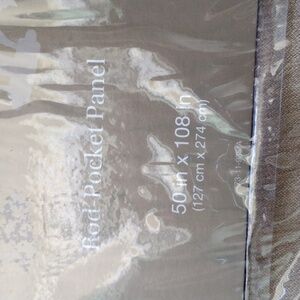 Rod-Pocket Panel
50 in x 108 in
(127 cm x 274 cm)